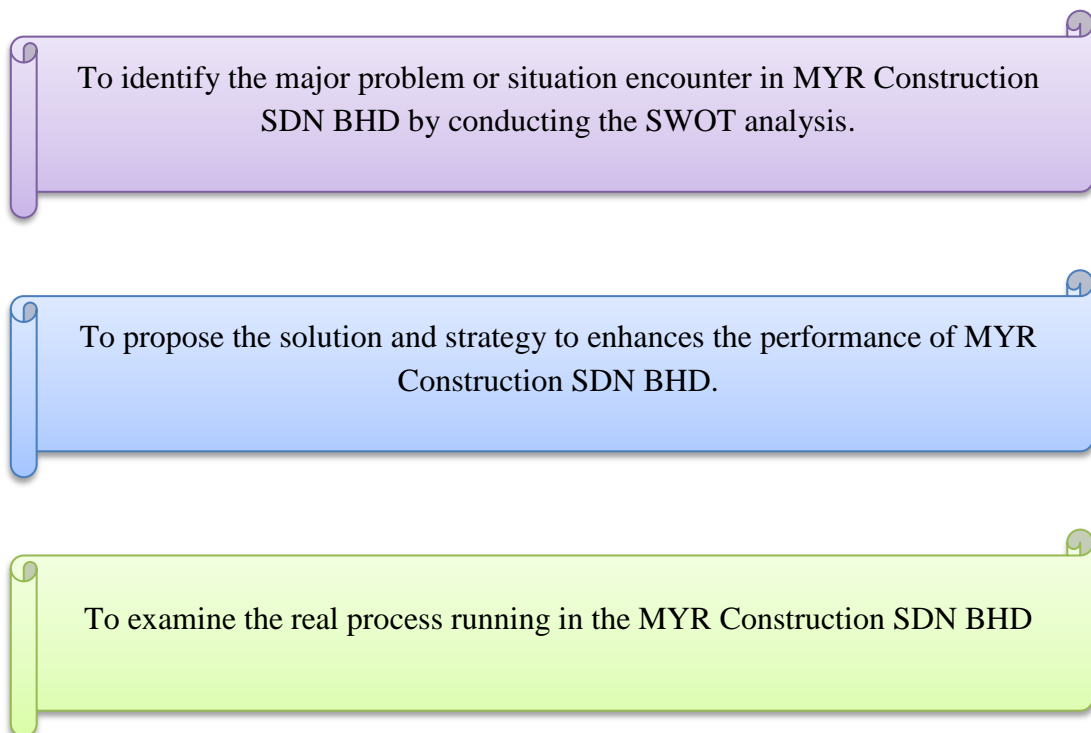 To identify the major problem or situation encounter in MYR Construction
SDN BHD by conducting the SWOT analysis.
To propose the solution and strategy to enhances the performance of MYR
Construction SDN BHD.
To examine the real process running in the MYR Construction SDN BHD